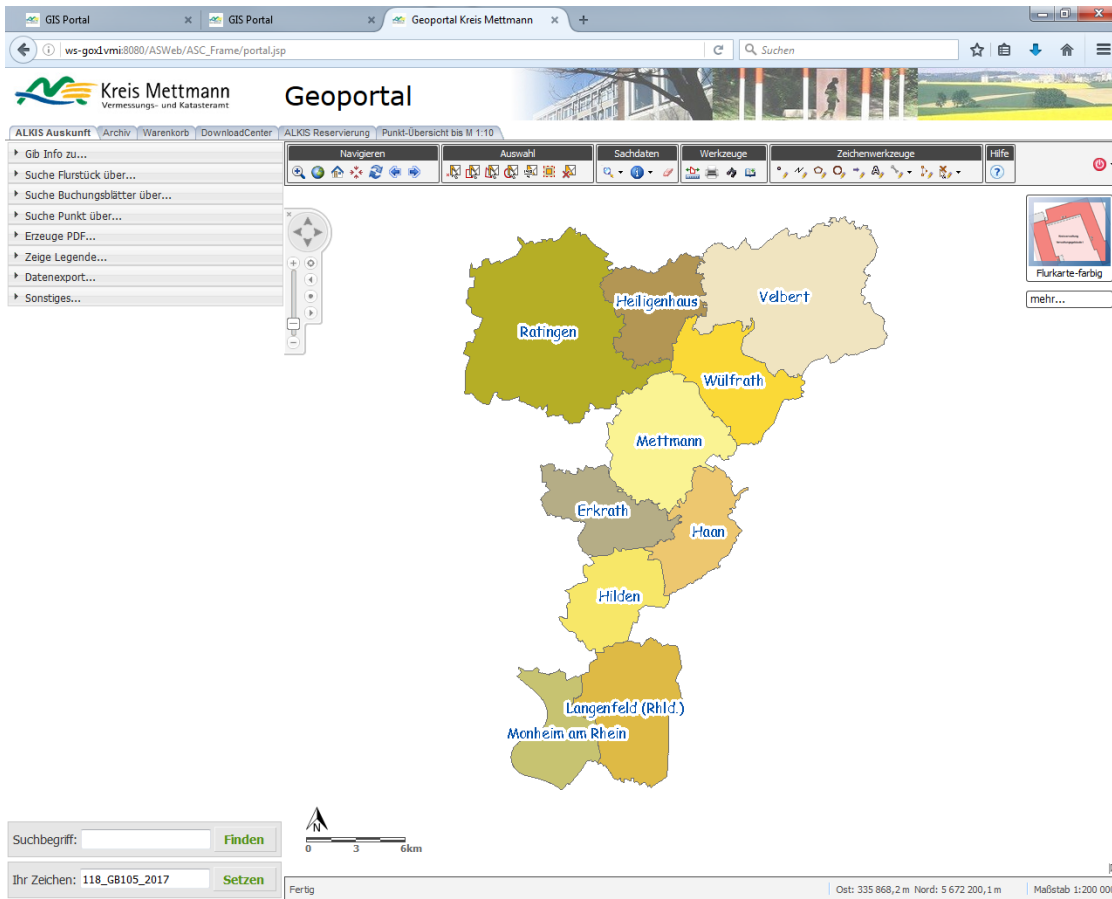 GIS Portal
GIS Portal
Geoportal Kreis Mettmann
ws-gox1vmi:8080/ASWeb/ASC_Frame/portal.jsp
Suchen
Kreis Mettmann
Vermessungs- und Katasteramt
Geoportal
ALKIS Auskunft Archiv Warenkorb DownloadCenter ALKIS Reservierung Punkt-Übersicht bis M 1:10
Gib Info zu...
Suche Flurstück über...
Suche Buchungsblätter über...
Suche Punkt über...
Erzeuge PDF...
Zeige Legende...
Datenexport...
Sonstiges...
Navigieren Auswahl Sachdaten Werkzeuge Zeichenwerkzeuge Hilfe
Flurkarte-farbig
mehr...
Velbert
Heiligenhaus
Ratingen
Wülfrath
Mettmann
Erkrath
Haan
Hilden
Langenfeld (Rhld.)
Monheim am Rhein
N
0 3 6km
Suchbegriff: Finden
Ihr Zeichen: 118_GB105_2017 Setzen
Fertig
Ost: 335 868,2 m Nord: 5 672 200,1 m
Maßstab 1:200 000